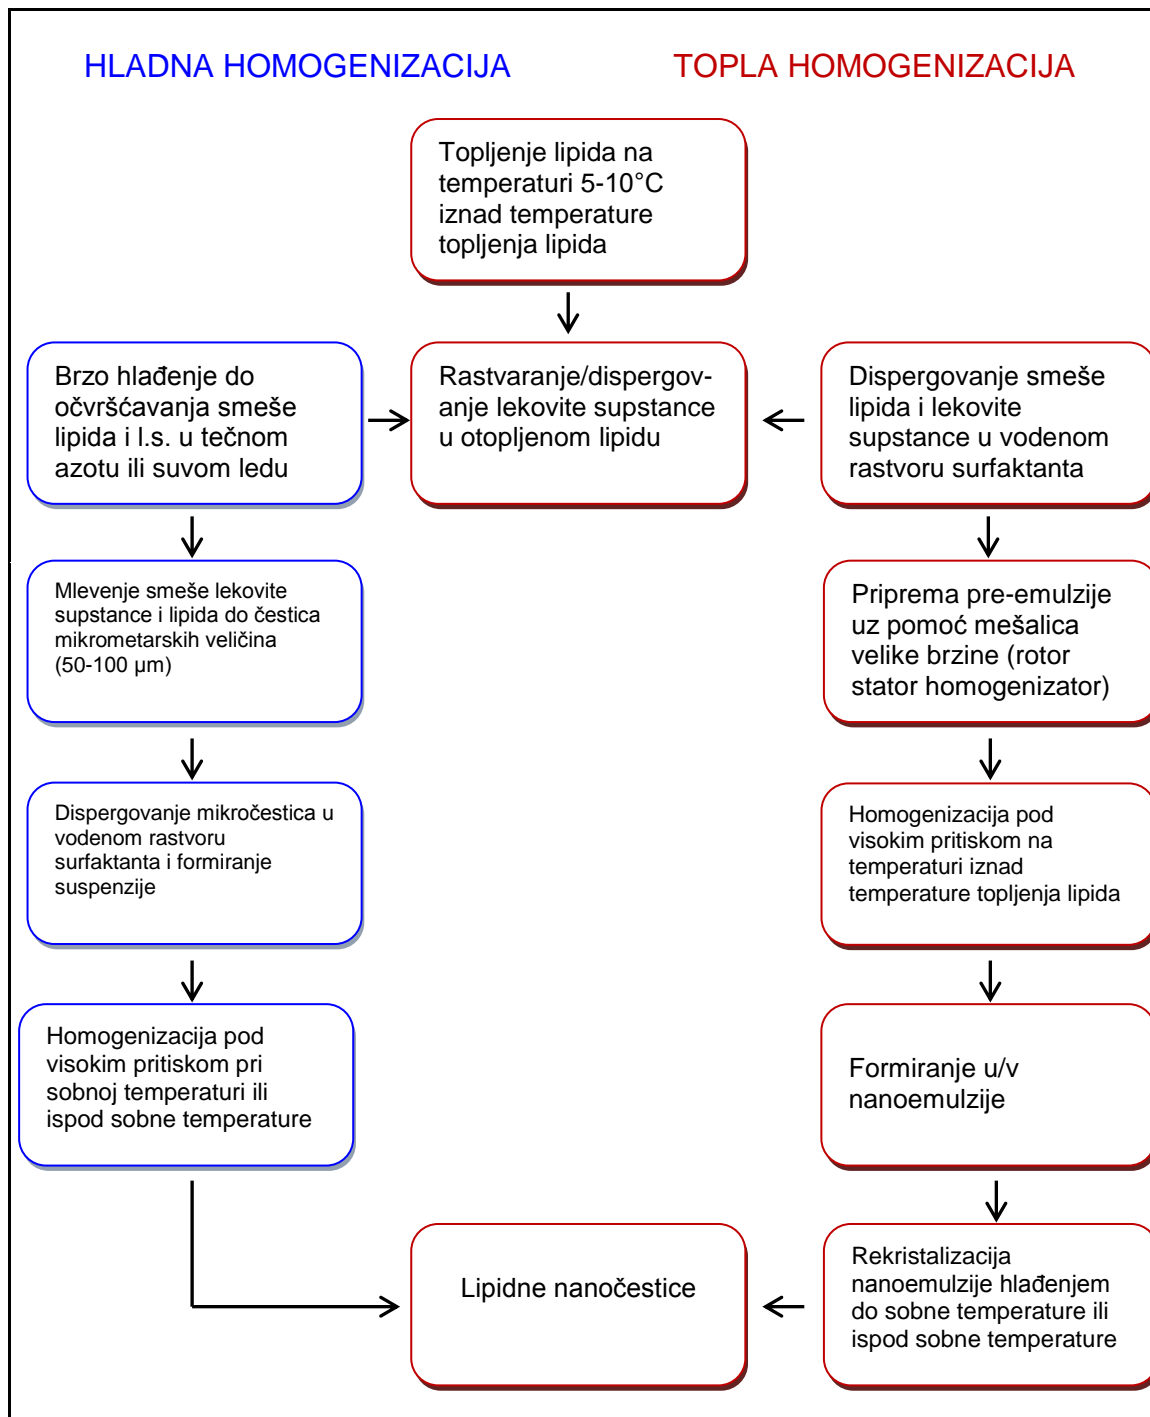 HLADNA HOMOGENIZACIJA
TOPLA HOMOGENIZACIJA
Topljenje lipida na
temperaturi 5-10°C
iznad temperature
topljenja lipida
Brzo hlađenje do
očvršćavanja smeše
lipida i l.s. u tečnom
azotu ili suvom ledu
Rastvaranje/dispergov-
anje lekovite supstance
u otopljenom lipidu
Dispergovanje smeše
lipida i lekovite
supstance u vodenom
rastvoru surfaktanta
Mlevenje smeše lekovite
supstance i lipida do čestica
mikrometarskih veličina
(50-100 µm)
Priprema pre-emulzije
uz pomoć mešalica
velike brzine (rotor
stator homogenizator)
Dispergovanje mikročestica u
vodenom rastvoru
surfaktanta i formiranje
suspenzije
Homogenizacija pod
visokim pritiskom na
temperaturi iznad
temperature topljenja lipida
Homogenizacija pod
visokim pritiskom pri
sobnoj temperaturi ili
ispod sobne temperature
Formiranje u/v
nanoemulzije
Lipidne nanočestice
Rekristalizacija
nanoemulzije hlađenjem
do sobne temperature ili
ispod sobne temperature